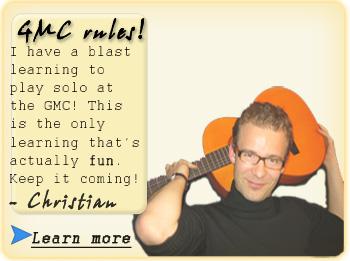 GMC rules!
I have a blast
learning to
play solo at
the GMC! This
is the only
learning that's
actually fun.
Keep it coming!
- Christian
Learn more